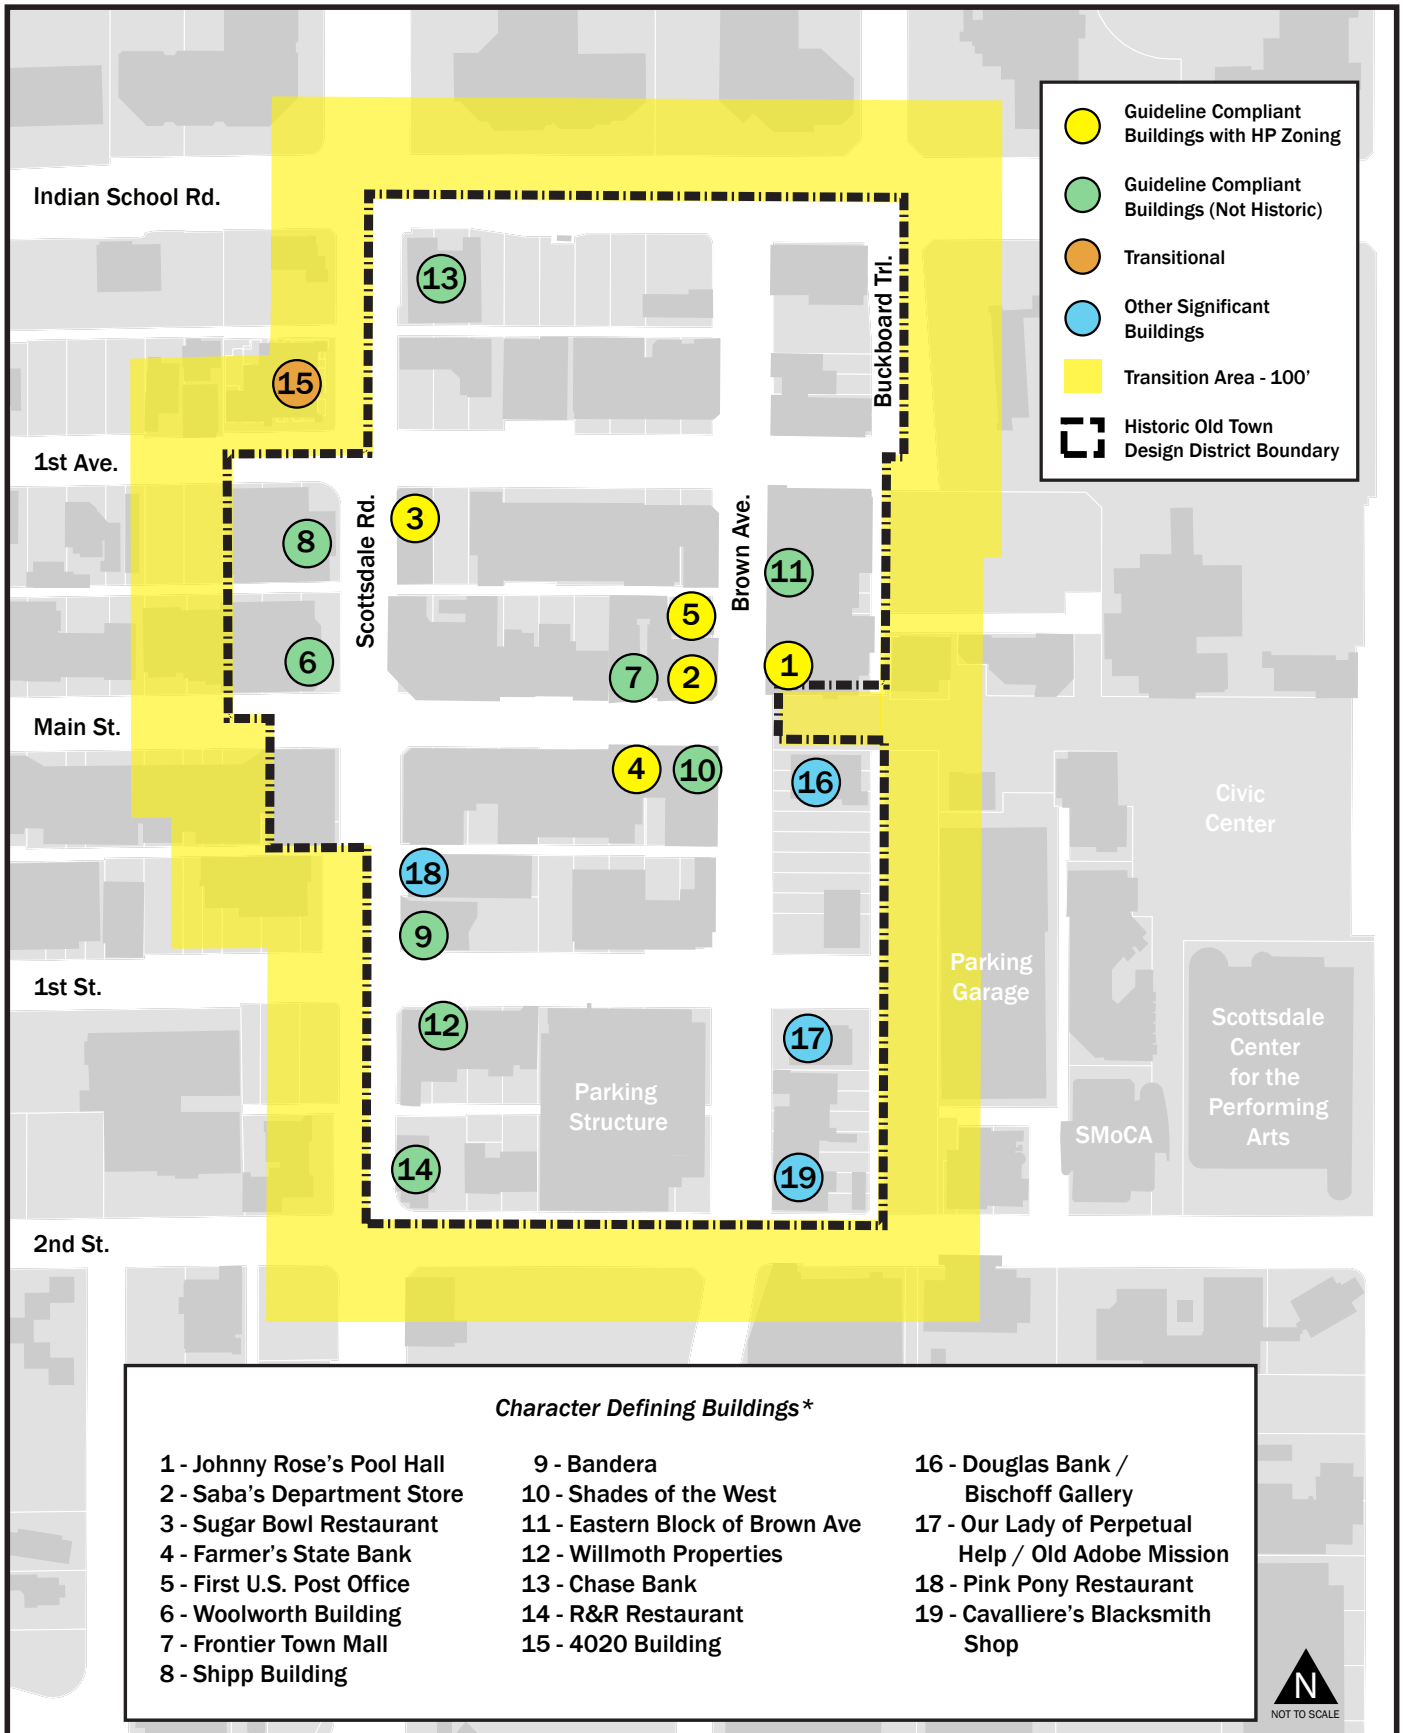 Guideline Compliant
Buildings with HP Zoning
Guideline Compliant
Buildings (Not Historic)
Transitional
Other Significant
Buildings
Transition Area - 100’
Historic Old Town
Design District Boundary
Indian School Rd.
13
Buckboard Trl.
15
1st Ave.
Scottsdale Rd.
Brown Ave.
3
8
11
5
6
7
2
1
Main St.
4
10
16
Civic
Center
18
9
Parking
Garage
1st St.
12
17
Scottsdale
Center
for the
Performing
Arts
Parking
Structure
SMoCA
14
19
2nd St.
Character Defining Buildings*
1 - Johnny Rose’s Pool Hall
2 - Saba’s Department Store
3 - Sugar Bowl Restaurant
4 - Farmer’s State Bank
5 - First U.S. Post Office
6 - Woolworth Building
7 - Frontier Town Mall
8 - Shipp Building
9 - Bandera
10 - Shades of the West
11 - Eastern Block of Brown Ave
12 - Willmoth Properties
13 - Chase Bank
14 - R&R Restaurant
15 - 4020 Building
16 - Douglas Bank /
Bischoff Gallery
17 - Our Lady of Perpetual
Help / Old Adobe Mission
18 - Pink Pony Restaurant
19 - Cavalliere’s Blacksmith
Shop
N
NOT TO SCALE